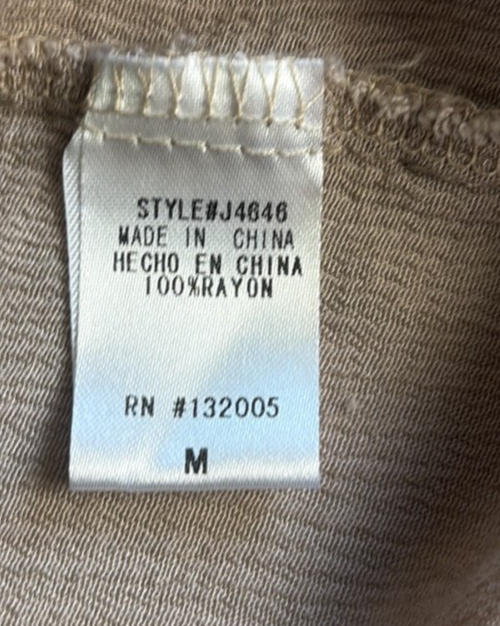 STYLE#J4646
MADE IN CHINA
HECHO EN CHINA
100%RAYON
RN #132005
M